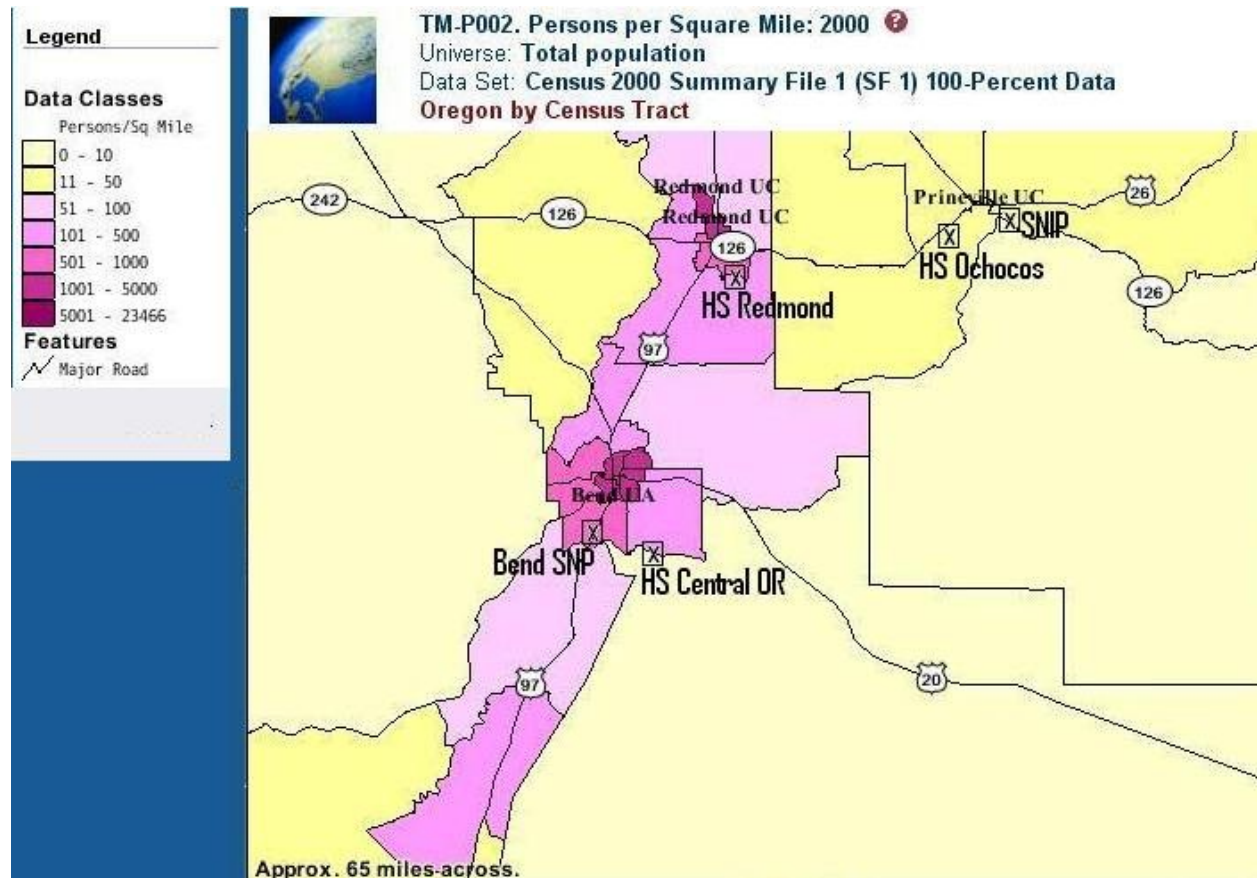 Legend
Data Classes
Persons/Sq Mile
0 - 10
11 - 50
51 - 100
101 - 500
501 - 1000
1001 - 5000
5001 - 23466
Features
Major Road
TM-P002. Persons per Square Mile: 2000 ?
Universe: Total population
Data Set: Census 2000 Summary File 1 (SF 1) 100-Percent Data
Oregon by Census Tract
Redmond UC
242
126
Redmond UC
126
Prineville UC
26
X SNIP
X
HS Ochocos
126
X
HS Redmond
97
Bend UA
X
Bend SNP
X
HS Central OR
97
20
Approx. 65 miles across.